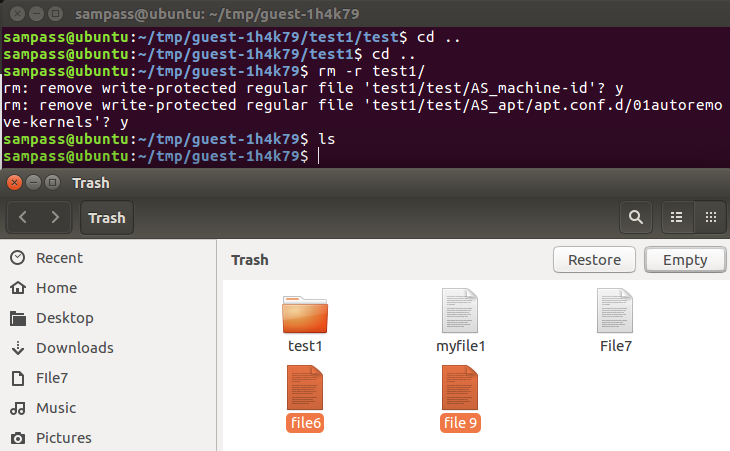 sampass@ubuntu: ~/tmp/guest-1h4k79
sampass@ubuntu:~/tmp/guest-1h4k79/test1/test$ cd ..
sampass@ubuntu:~/tmp/guest-1h4k79/test1$ cd ..
sampass@ubuntu:~/tmp/guest-1h4k79$ rm -r test1/
rm: remove write-protected regular file 'test1/test/AS_machine-id'? y
rm: remove write-protected regular file 'test1/test/AS_apt/apt.conf.d/01autoremo
ve-kernels'? y
sampass@ubuntu:~/tmp/guest-1h4k79$ ls
sampass@ubuntu:~/tmp/guest-1h4k79$
Trash
Trash
Recent
Home
Desktop
Downloads
FIle7
Music
Pictures
Trash Restore Empty
test1 myfile1 File7
file6 file 9